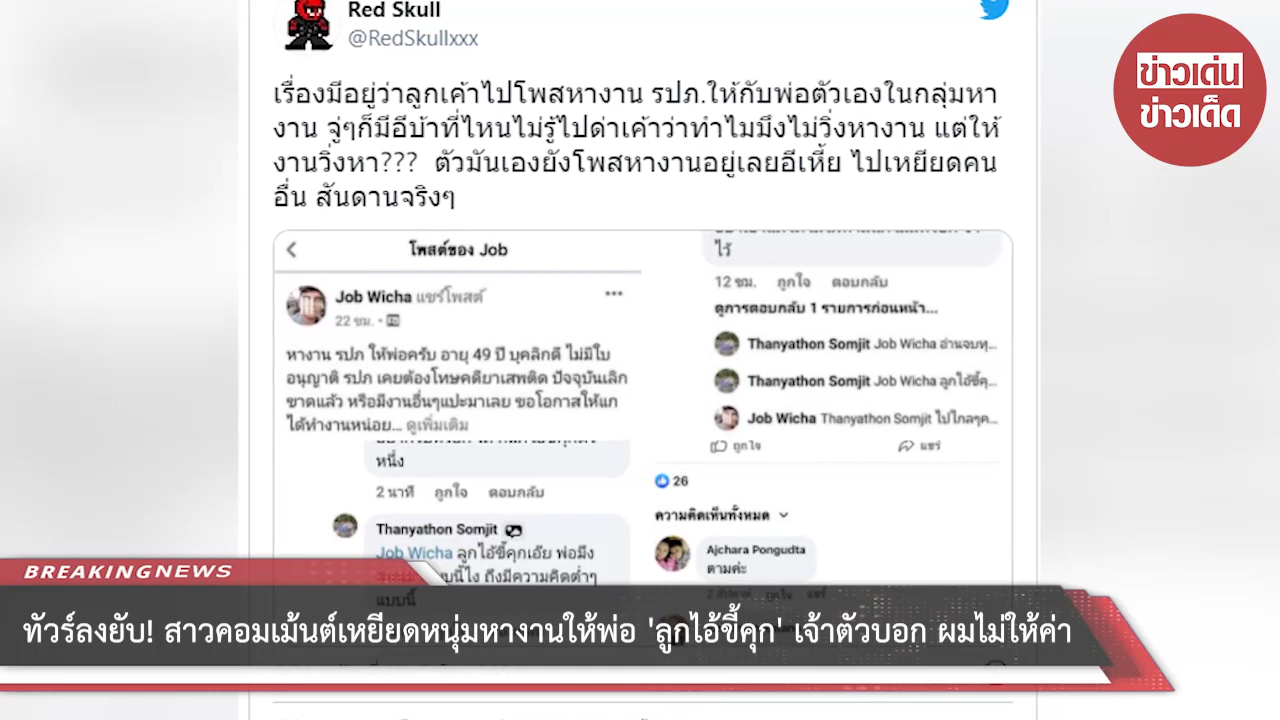 Red Skull
@RedSkullxxx
ข่าวเด่น
ข่าวเด็ด
เรื่องมีอยู่ว่าลูกเค้าไปโพสหางาน รปภ.ให้กับพ่อตัวเองในกลุ่มหา
งาน จู่ๆก็มีอีบ้าที่ไหนไม่รู้ไปด่าเค้าว่าทำไมมึงไม่วิ่งหางาน แต่ให้
งานวิ่งหา??? ตัวมันเองยังโพสหางานอยู่เลยอีเหี้ย ไปเหยียดคน
อื่น สันดานจริงๆ
โพสต์ของ Job
Job Wicha แชร์โพสต์
22 ชม.
หางาน รปภ ให้พ่อครับ อายุ 49 ปี บุคลิกดี ไม่มีใบ
อนุญาติ รปภ เคยต้องโทษคดียาเสพติด ปัจจุบันเลิก
ขาดแล้ว หรือมีงานอื่นๆแปะมาเลย ขอโอกาสให้แก
ได้ทำงานหน่อย... ดูเพิ่มเติม
หนึ่ง
2 นาที ถูกใจ ตอบกลับ
Thanyathon Somjit
Job Wicha ลูกไอ้ขี้คุกเอ้ย พ่อมึง
บบนี้ไง ถึงมีความคิดต่ำๆ
แบบนี้
ไว้
12 ชม. ถูกใจ ตอบกลับ
ดูการตอบกลับ 1 รายการก่อนหน้า...
Thanyathon Somjit Job Wicha อ่านจบทุ...
Thanyathon Somjit Job Wicha ลูกไอ้ขี้คุ...
Job Wicha Thanyathon Somjit ไปไกลๆค...
ถูกใจ แชร์
26
ความคิดเห็นทั้งหมด
Ajchara Pongudta
ตามค่ะ
2 สัปดาห์ ถูกใจ แชร์
BREAKING NEWS
ทัวร์ลงยับ! สาวคอมเม้นต์เหยียดหนุ่มหางานให้พ่อ 'ลูกไอ้ขี้คุก' เจ้าตัวบอก ผมไม่ให้ค่า